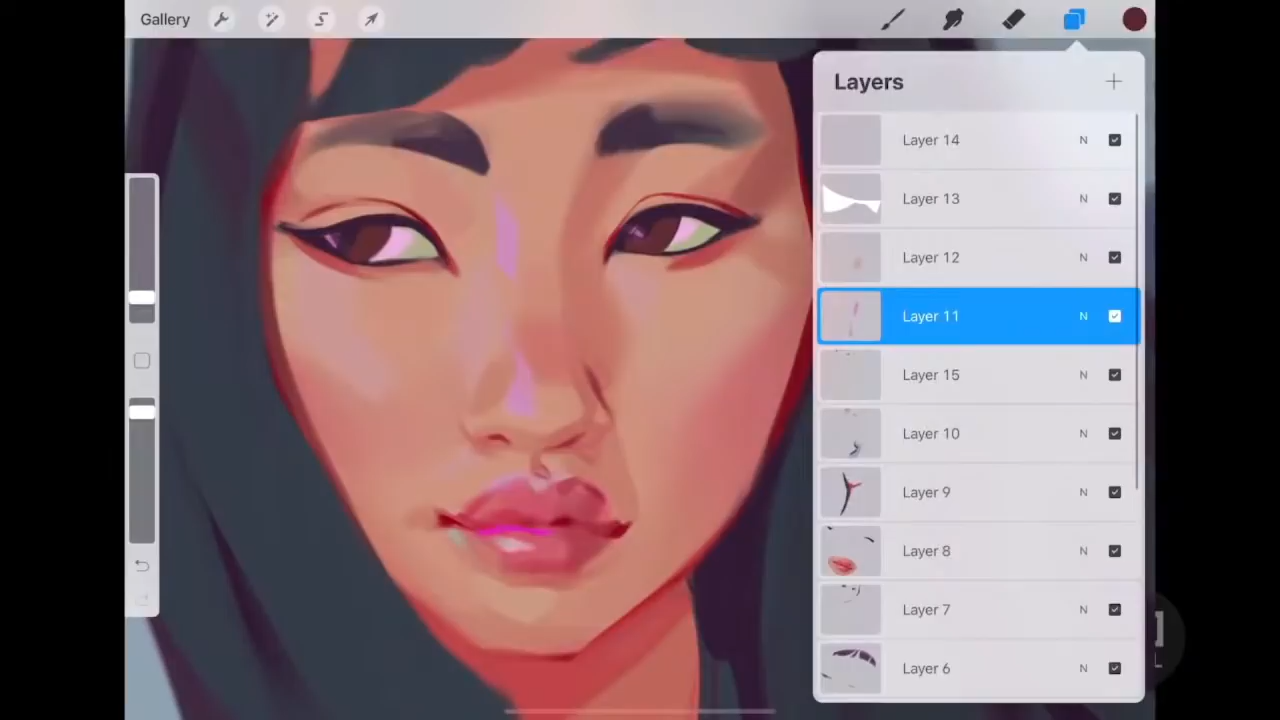 Gallery
Layers
Layer 14 N
Layer 13 N
Layer 12 N
Layer 11 N
Layer 15 N
Layer 10 N
Layer 9 N
Layer 8 N
Layer 7 N
Layer 6 N